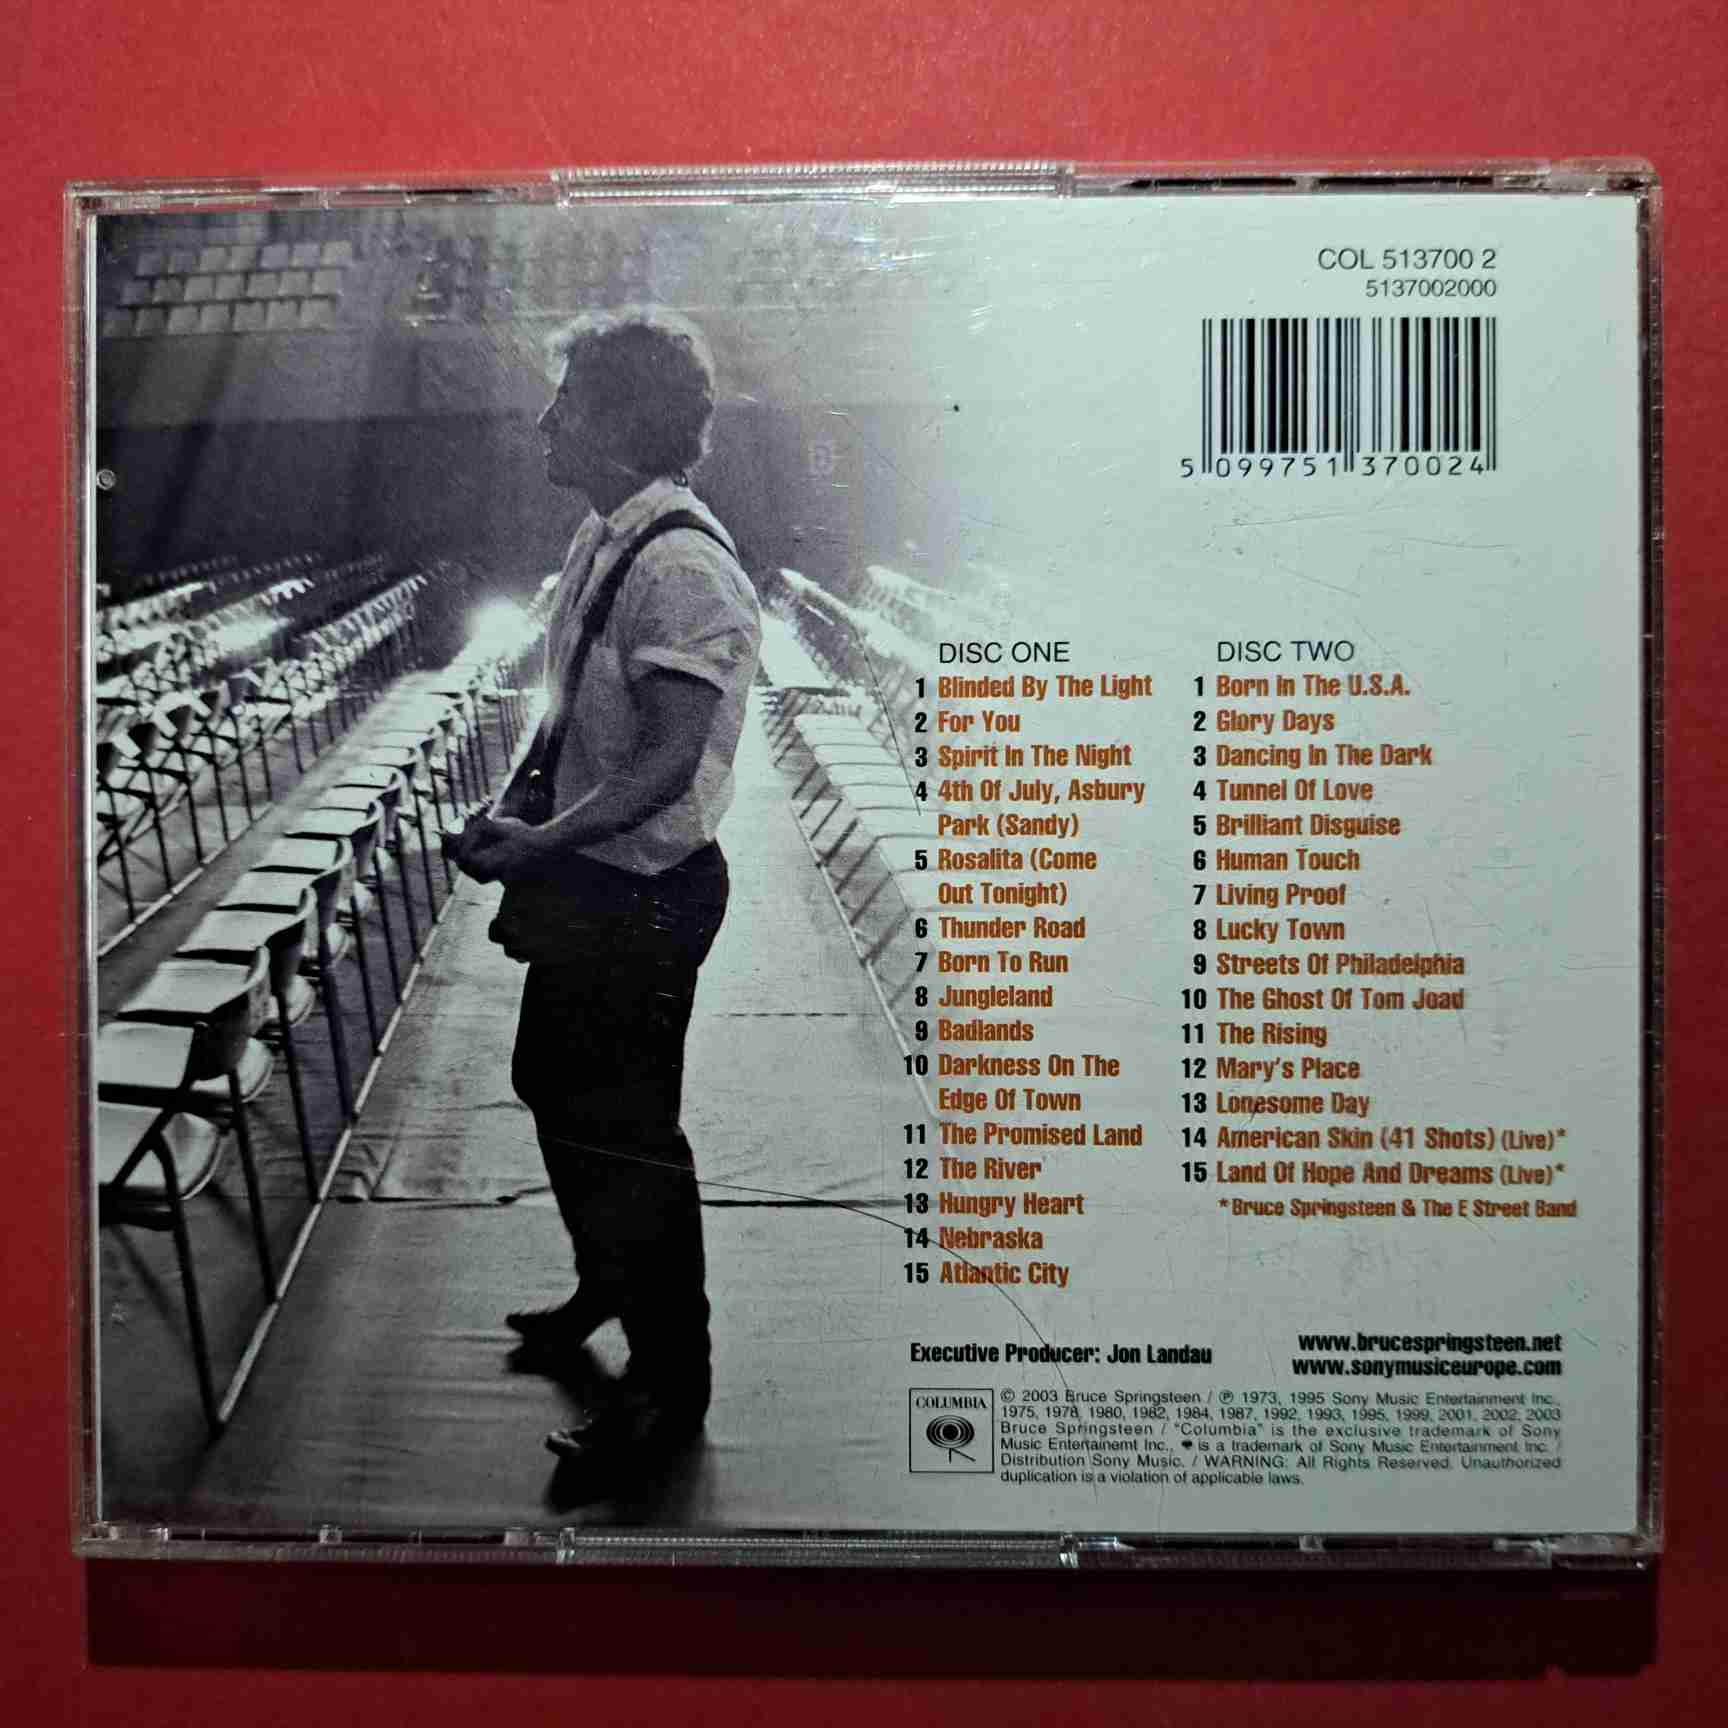 COL 513700 2
5137002000
5 099751 370024
DISC ONE
1 Blinded By The Light
2 For You
3 Spirit In The Night
4 4th Of July, Asbury
Park (Sandy)
5 Rosalita (Come
Out Tonight)
6 Thunder Road
7 Born To Run
8 Jungleland
9 Badlands
10 Darkness On The
Edge Of Town
11 The Promised Land
12 The River
13 Hungry Heart
14 Nebraska
15 Atlantic City
DISC TWO
1 Born In The U.S.A.
2 Glory Days
3 Dancing In The Dark
4 Tunnel Of Love
5 Brilliant Disguise
6 Human Touch
7 Living Proof
8 Lucky Town
9 Streets Of Philadelphia
10 The Ghost Of Tom Joad
11 The Rising
12 Mary's Place
13 Lonesome Day
14 American Skin (41 Shots) (Live)*
15 Land Of Hope And Dreams (Live)*
*Bruce Springsteen & The E Street Band
Executive Producer: Jon Landau
www.brucespringsteen.net
www.sonymusiceurope.com
COLUMBIA
© 2003 Bruce Springsteen / ℗ 1973, 1995 Sony Music Entertainment Inc.,
1975, 1978, 1980, 1982, 1984, 1987, 1992, 1993, 1995, 1999, 2001, 2002, 2003
Bruce Springsteen / "Columbia" is the exclusive trademark of Sony
Music Entertainemt Inc., is a trademark of Sony Music Entertainment Inc. /
Distribution Sony Music. / WARNING: All Rights Reserved. Unauthorized
duplication is a violation of applicable laws.